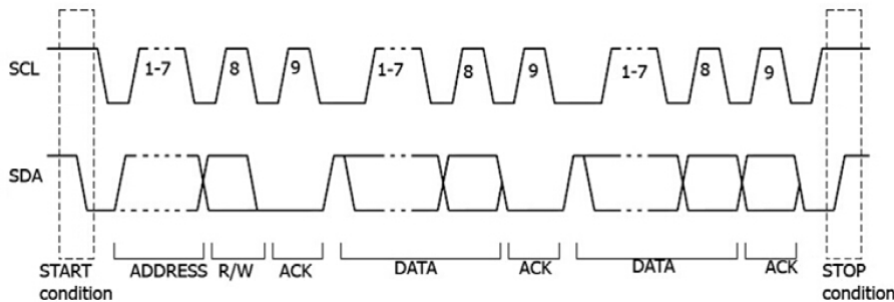 SCL
1-7 8 9 1-7 8 9 1-7 8 9
SDA
START ADDRESS R/W ACK DATA ACK DATA ACK STOP
condition condition